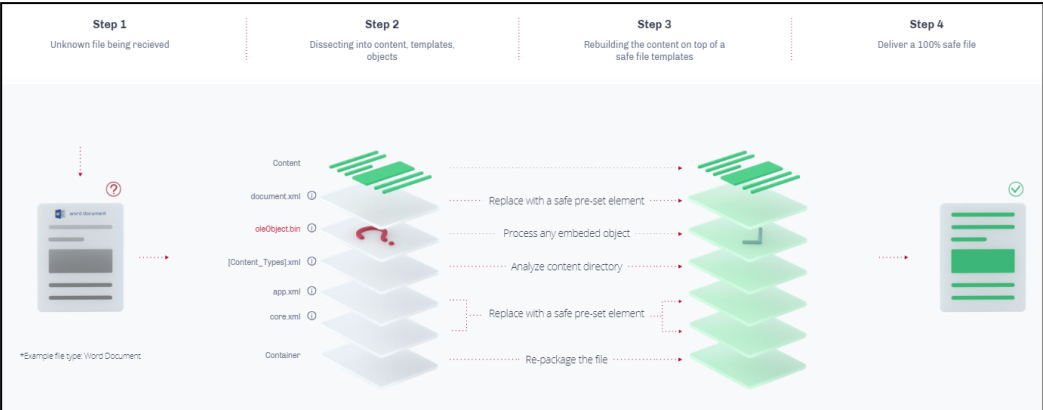 Step 1
Unknown file being recieved
Step 2
Dissecting into content, templates,
objects
Step 3
Rebuilding the content on top of a
safe file templates
Step 4
Deliver a 100% safe file
Content
document.xml
Replace with a safe pre-set element
word document
oleObject.bin
Process any embeded object
[Content_Types].xml
Analyze content directory
app.xml
core.xml
Replace with a safe pre-set element
Container
Re-package the file
*Example file type: Word Document